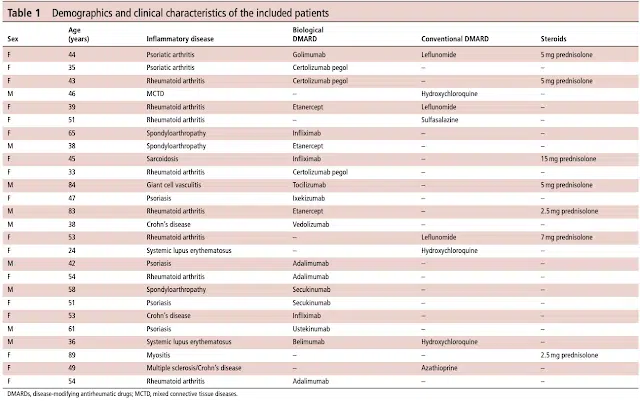 Table 1 Demographics and clinical characteristics of the included patients
Sex Age (years) Inflammatory disease Biological DMARD Conventional DMARD Steroids
F 44 Psoriatic arthritis Golimumab Leflunomide 5 mg prednisolone
F 35 Psoriatic arthritis Certolizumab pegol – –
F 43 Rheumatoid arthritis Certolizumab pegol – 5 mg prednisolone
M 46 MCTD – Hydroxychloroquine –
F 39 Rheumatoid arthritis Etanercept Leflunomide –
F 51 Rheumatoid arthritis – Sulfasalazine –
F 65 Spondyloarthropathy Infliximab – –
M 38 Spondyloarthropathy Etanercept – –
F 45 Sarcoidosis Infliximab – 15 mg prednisolone
F 33 Rheumatoid arthritis Certolizumab pegol – –
M 84 Giant cell vasculitis Tocilizumab – 5 mg prednisolone
F 47 Psoriasis Ixekizumab – –
M 83 Rheumatoid arthritis Etanercept – 2.5 mg prednisolone
M 38 Crohn's disease Vedolizumab – –
F 53 Rheumatoid arthritis – Leflunomide 7 mg prednisolone
F 24 Systemic lupus erythematosus – Hydroxychloroquine –
M 42 Psoriasis Adalimumab – –
F 54 Rheumatoid arthritis Adalimumab – –
M 58 Spondyloarthropathy Secukinumab – –
F 51 Psoriasis Secukinumab – –
F 53 Crohn's disease Infliximab – –
M 61 Psoriasis Ustekinumab – –
M 36 Systemic lupus erythematosus Belimumab Hydroxychloroquine –
F 89 Myositis – – 2.5 mg prednisolone
F 49 Multiple sclerosis/Crohn's disease – Azathioprine –
F 54 Rheumatoid arthritis Adalimumab – –
DMARDs, disease-modifying antirheumatic drugs; MCTD, mixed connective tissue diseases.